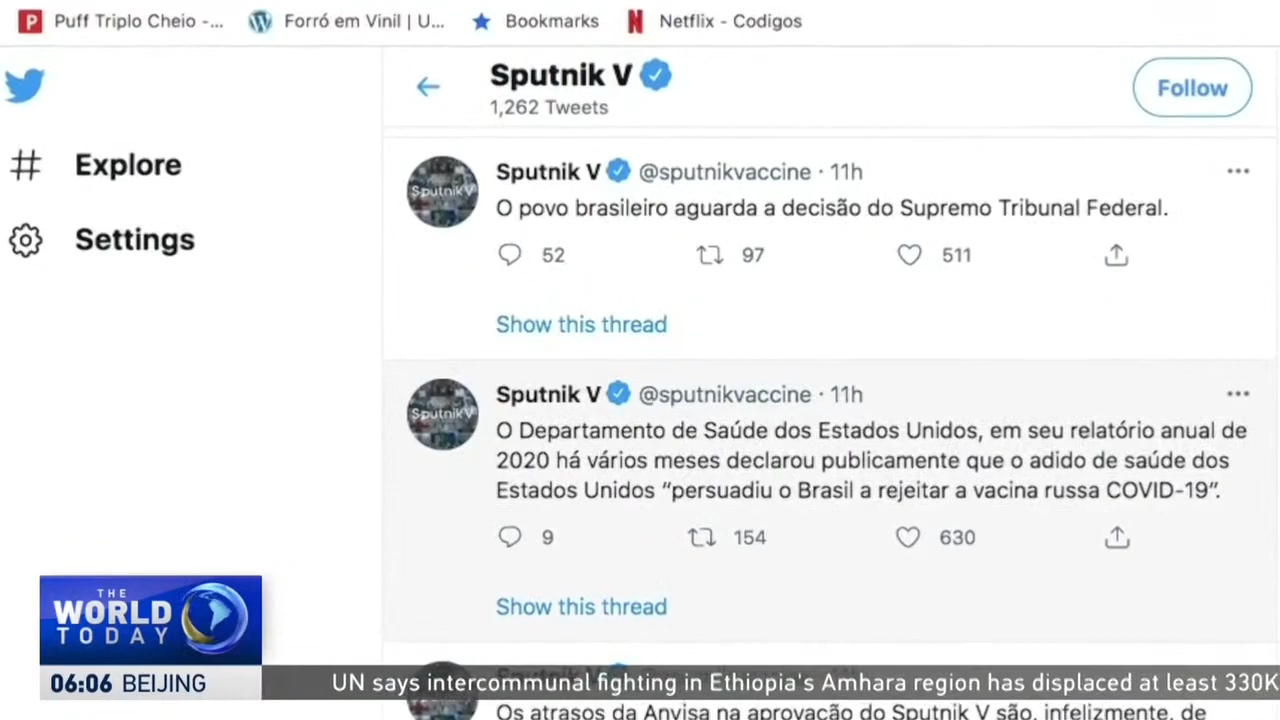 Puff Triplo Cheio -...
Forró em Vinil | U...
Bookmarks
Netflix - Codigos
Sputnik V
1,262 Tweets
Follow
Explore
Settings
Sputnik V @sputnikvaccine · 11h
O povo brasileiro aguarda a decisão do Supremo Tribunal Federal.
52 97 511
Show this thread
Sputnik V @sputnikvaccine · 11h
O Departamento de Saúde dos Estados Unidos, em seu relatório anual de
2020 há vários meses declarou publicamente que o adido de saúde dos
Estados Unidos “persuadiu o Brasil a rejeitar a vacina russa COVID-19”.
9 154 630
Show this thread
Os atrasos da Anvisa na aprovação do Sputnik V são, infelizmente, de
THE
WORLD
TODAY
06:06 BEIJING
UN says intercommunal fighting in Ethiopia's Amhara region has displaced at least 330K